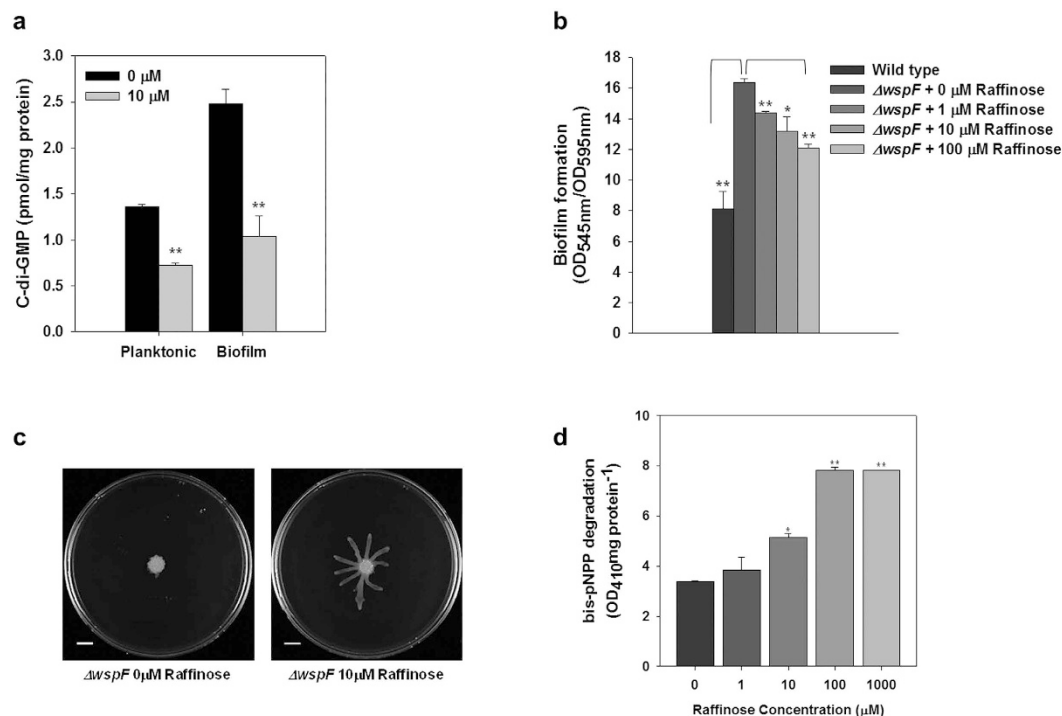 a
C-di-GMP (pmol/mg protein)
3.0
2.5
2.0
1.5
1.0
0.5
0.0
0 μM
10 μM
**
**
Planktonic Biofilm
b
Biofilm formation
(OD545nm/OD595nm)
18
16
14
12
10
8
6
4
2
0
**
**
*
**
Wild type
ΔwspF + 0 μM Raffinose
ΔwspF + 1 μM Raffinose
ΔwspF + 10 μM Raffinose
ΔwspF + 100 μM Raffinose
c
ΔwspF 0μM Raffinose
ΔwspF 10μM Raffinose
d
bis-pNPP degradation
(OD410mg protein-1)
8
6
4
2
0
*
**
**
0 1 10 100 1000
Raffinose Concentration (μM)